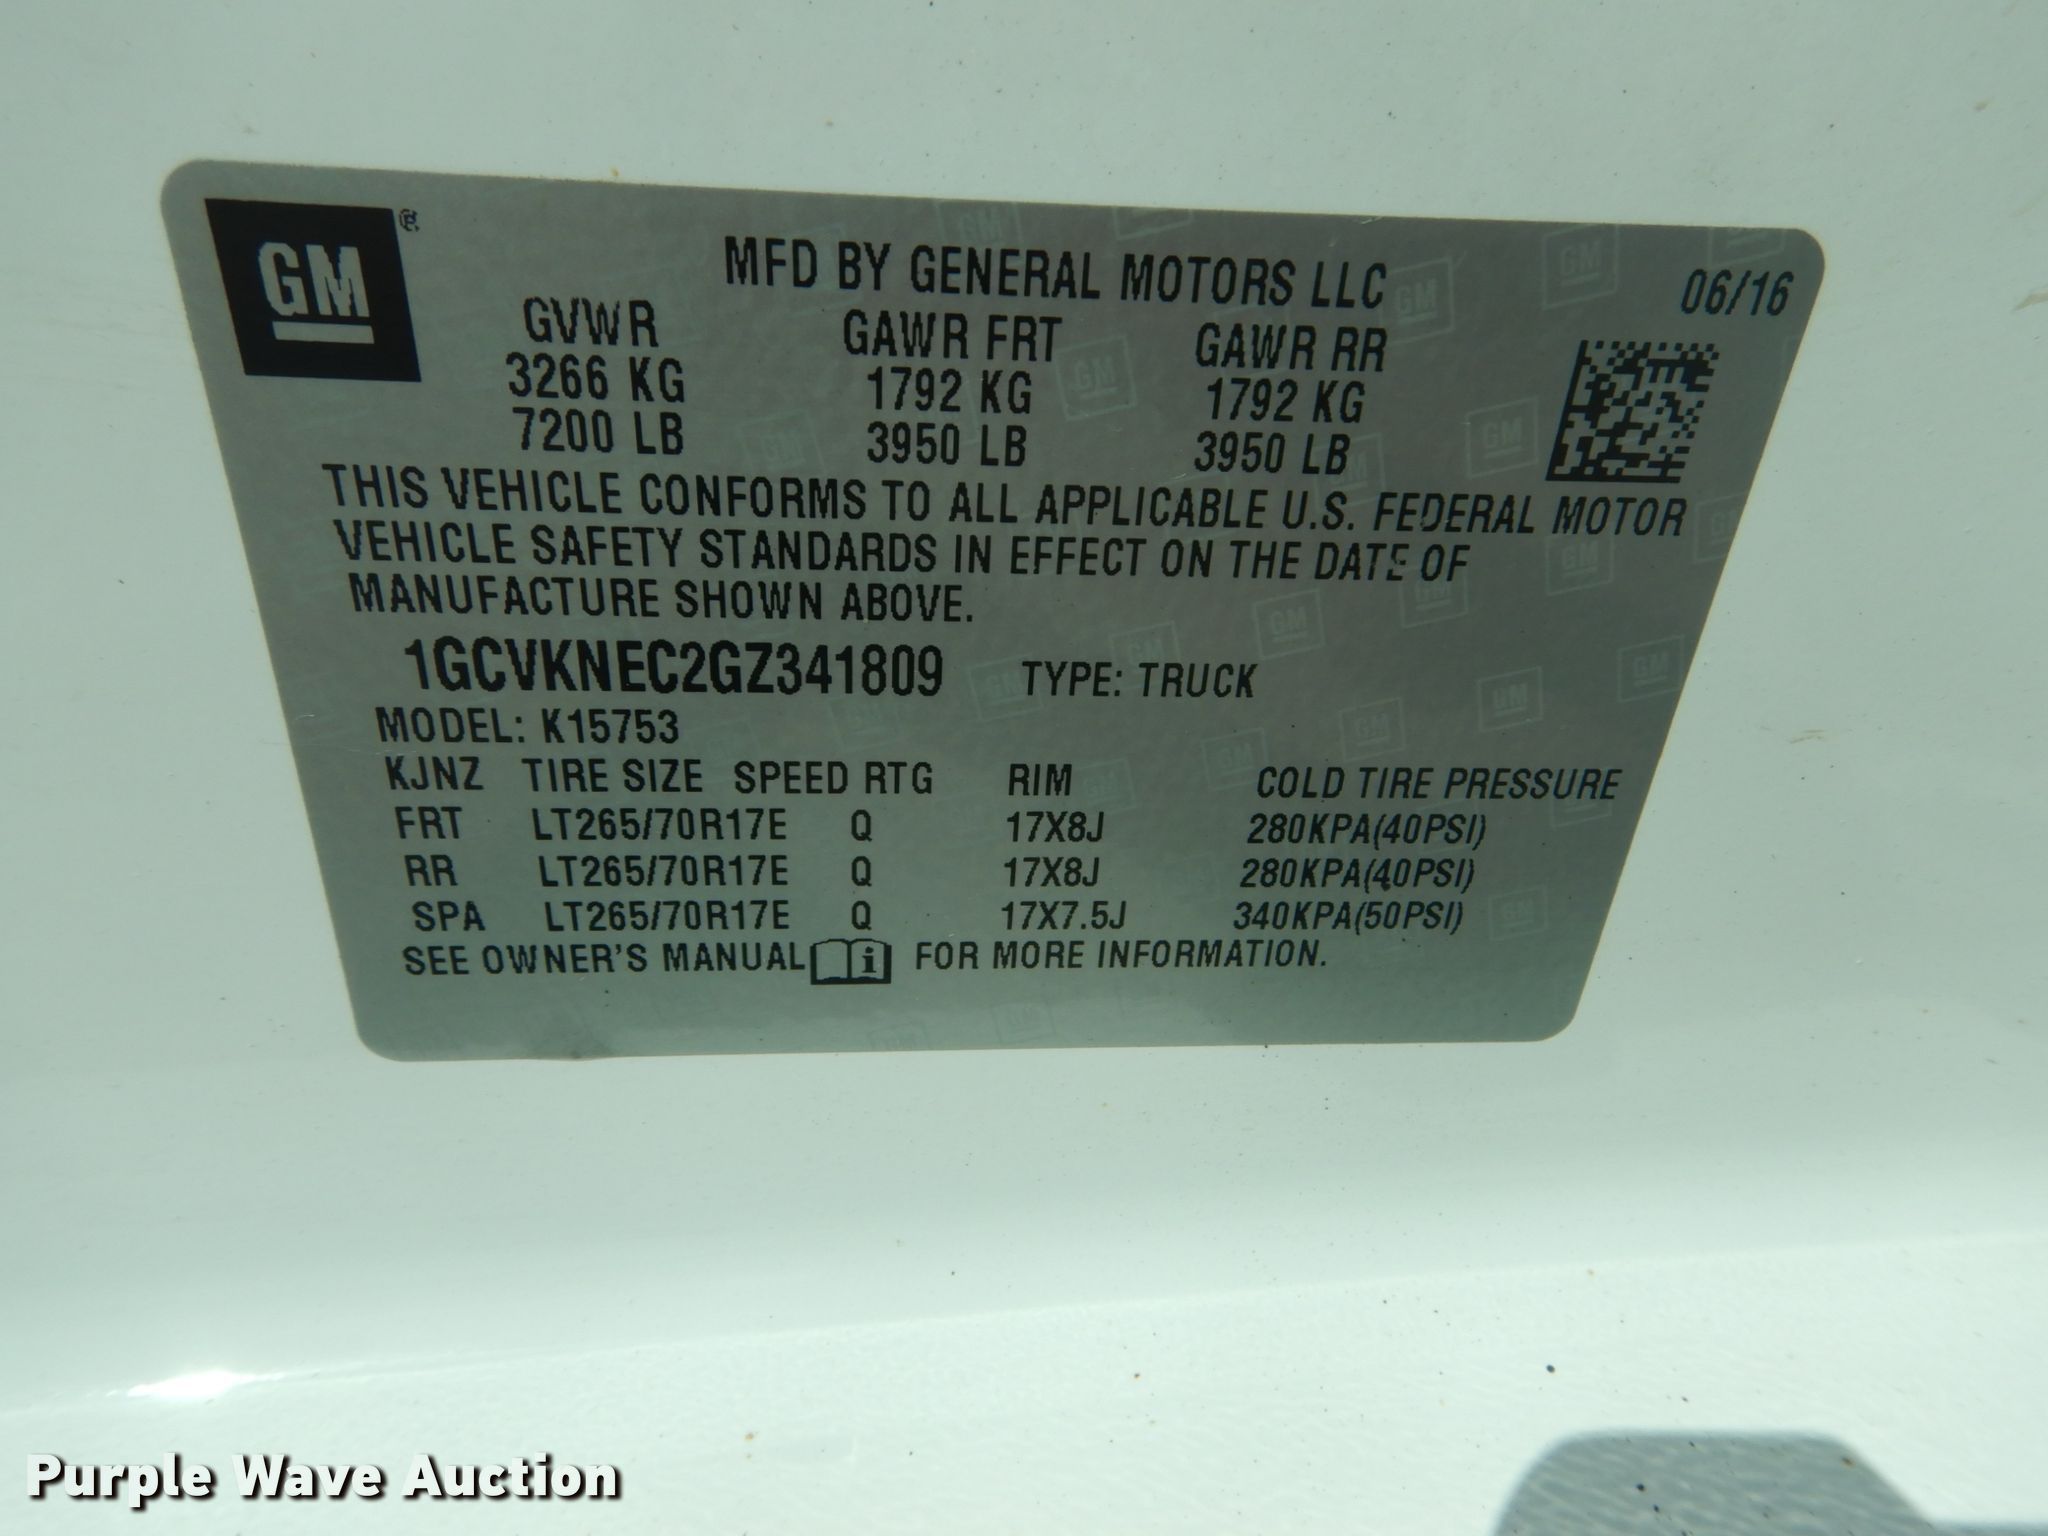 GM®
MFD BY GENERAL MOTORS LLC
06/16
GVWR GAWR FRT GAWR RR
3266 KG 1792 KG 1792 KG
7200 LB 3950 LB 3950 LB
THIS VEHICLE CONFORMS TO ALL APPLICABLE U.S. FEDERAL MOTOR
VEHICLE SAFETY STANDARDS IN EFFECT ON THE DATE OF
MANUFACTURE SHOWN ABOVE.
1GCVKNEC2GZ341809 TYPE: TRUCK
MODEL: K15753
KJNZ TIRE SIZE SPEED RTG RIM COLD TIRE PRESSURE
FRT LT265/70R17E Q 17X8J 280KPA(40PSI)
RR LT265/70R17E Q 17X8J 280KPA(40PSI)
SPA LT265/70R17E Q 17X7.5J 340KPA(50PSI)
SEE OWNER'S MANUAL i FOR MORE INFORMATION.
Purple Wave Auction